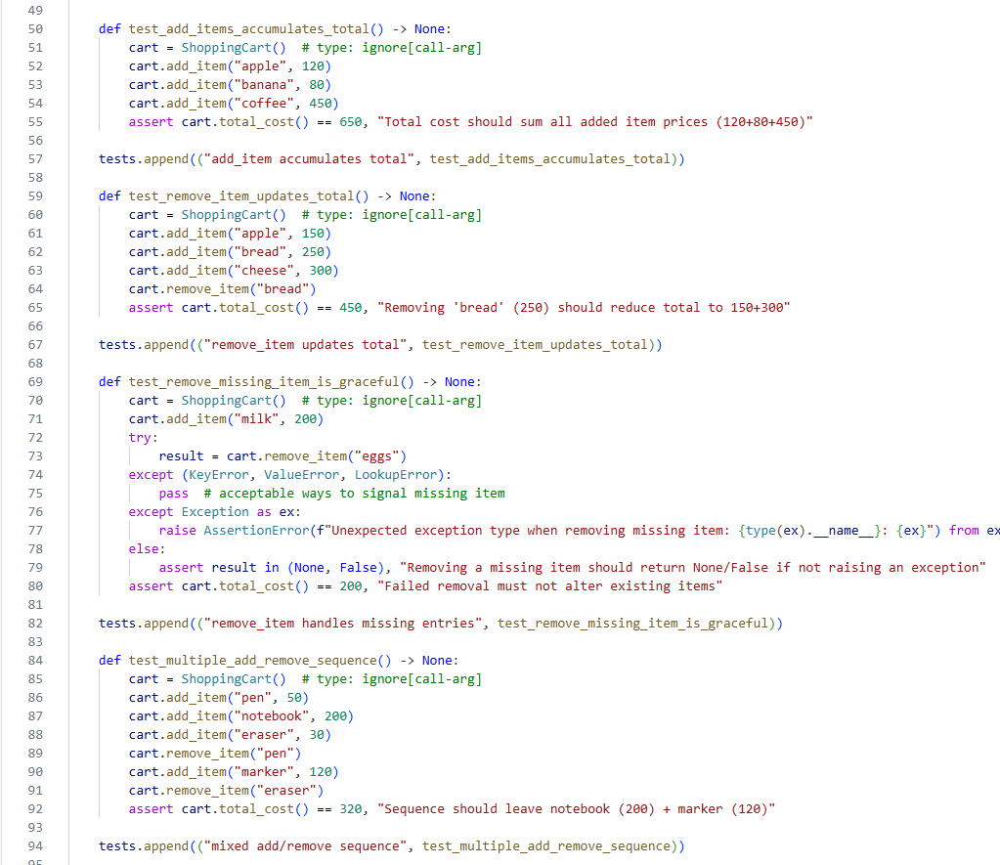 49
50 def test_add_items_accumulates_total() -> None:
51 cart = ShoppingCart()  # type: ignore[call-arg]
52 cart.add_item("apple", 120)
53 cart.add_item("banana", 80)
54 cart.add_item("coffee", 450)
55 assert cart.total_cost() == 650, "Total cost should sum all added item prices (120+80+450)"
56
57 tests.append(("add_item accumulates total", test_add_items_accumulates_total))
58
59 def test_remove_item_updates_total() -> None:
60 cart = ShoppingCart()  # type: ignore[call-arg]
61 cart.add_item("apple", 150)
62 cart.add_item("bread", 250)
63 cart.add_item("cheese", 300)
64 cart.remove_item("bread")
65 assert cart.total_cost() == 450, "Removing 'bread' (250) should reduce total to 150+300"
66
67 tests.append(("remove_item updates total", test_remove_item_updates_total))
68
69 def test_remove_missing_item_is_graceful() -> None:
70 cart = ShoppingCart()  # type: ignore[call-arg]
71 cart.add_item("milk", 200)
72 try:
73 result = cart.remove_item("eggs")
74 except (KeyError, ValueError, LookupError):
75 pass  # acceptable ways to signal missing item
76 except Exception as ex:
77 raise AssertionError(f"Unexpected exception type when removing missing item: {type(ex).__name__}: {ex}") from ex
78 else:
79 assert result in (None, False), "Removing a missing item should return None/False if not raising an exception"
80 assert cart.total_cost() == 200, "Failed removal must not alter existing items"
81
82 tests.append(("remove_item handles missing entries", test_remove_missing_item_is_graceful))
83
84 def test_multiple_add_remove_sequence() -> None:
85 cart = ShoppingCart()  # type: ignore[call-arg]
86 cart.add_item("pen", 50)
87 cart.add_item("notebook", 200)
88 cart.add_item("eraser", 30)
89 cart.remove_item("pen")
90 cart.add_item("marker", 120)
91 cart.remove_item("eraser")
92 assert cart.total_cost() == 320, "Sequence should leave notebook (200) + marker (120)"
93
94 tests.append(("mixed add/remove sequence", test_multiple_add_remove_sequence))
95